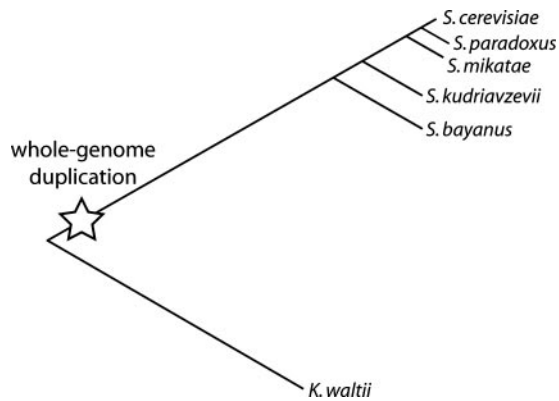 S. cerevisiae
S. paradoxus
S. mikatae
S. kudriavzevii
S. bayanus
whole-genome
duplication
K. waltii